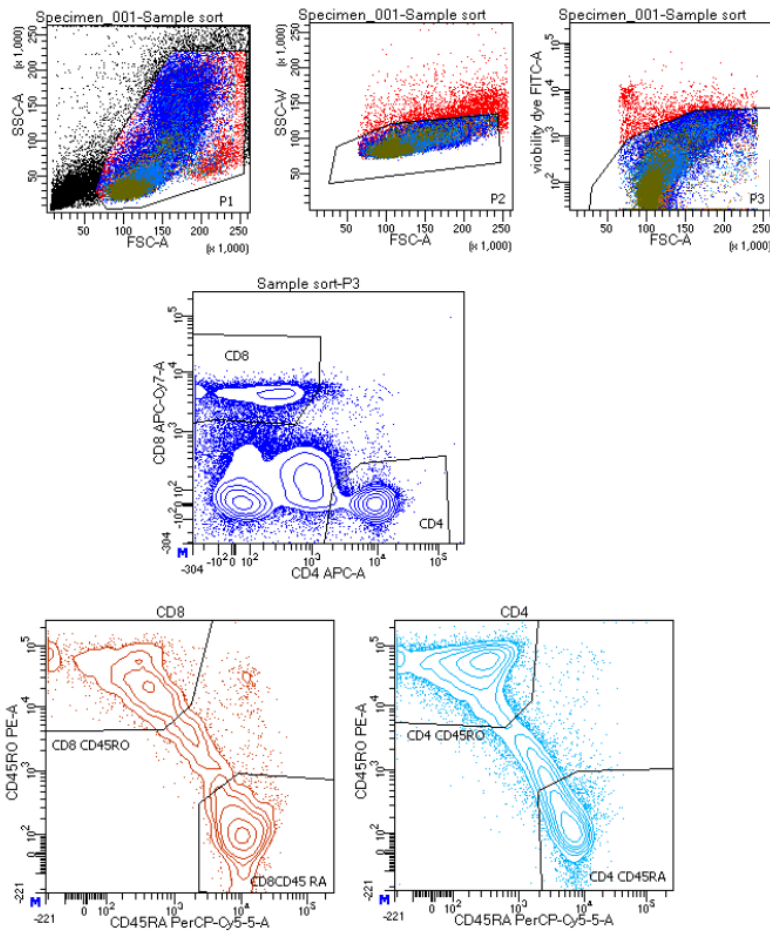 Specimen_001-Sample sort
SSC-A
(x 1,000)
50 100 150 200 250
50 100 150 200 250
FSC-A
(x 1,000)
P1
Specimen_001-Sample sort
SSC-W
(x 1,000)
50 100 150 200 250
50 100 150 200 250
FSC-A
(x 1,000)
P2
Specimen_001-Sample sort
viobility dye FITC-A
10^2 10^3 10^4 10^5
50 100 150 200 250
FSC-A
(x 1,000)
P3
Sample sort-P3
CD8 APC-Cy7-A
-304 -10^2 0 10^2 10^3 10^4 10^5
CD8
CD4
M
-304 -10^2 0 10^2 10^3 10^4 10^5
CD4 APC-A
CD8
CD45RO PE-A
-221 0 10^2 10^3 10^4 10^5
CD8 CD45RO
CD8CD45 RA
M
-221 0 10^2 10^3 10^4 10^5
CD45RA PerCP-Cy5-5-A
CD4
CD45RO PE-A
-221 0 10^2 10^3 10^4 10^5
CD4 CD45RO
CD4 CD45RA
M
-221 0 10^2 10^3 10^4 10^5
CD45RA PerCP-Cy5-5-A